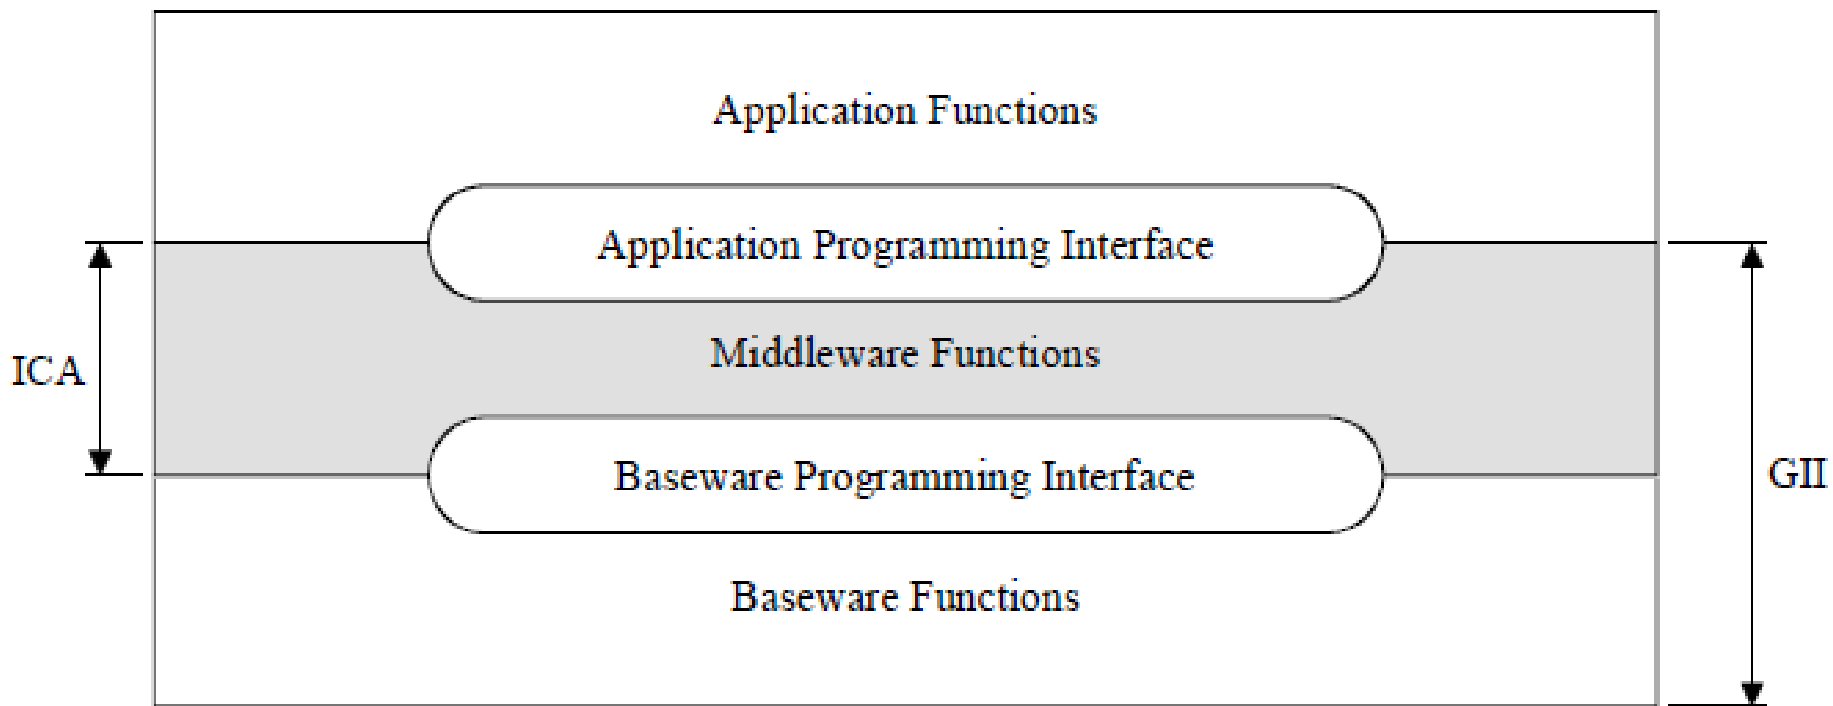 Application Functions
Application Programming Interface
Middleware Functions
ICA
Baseware Programming Interface
GII
Baseware Functions